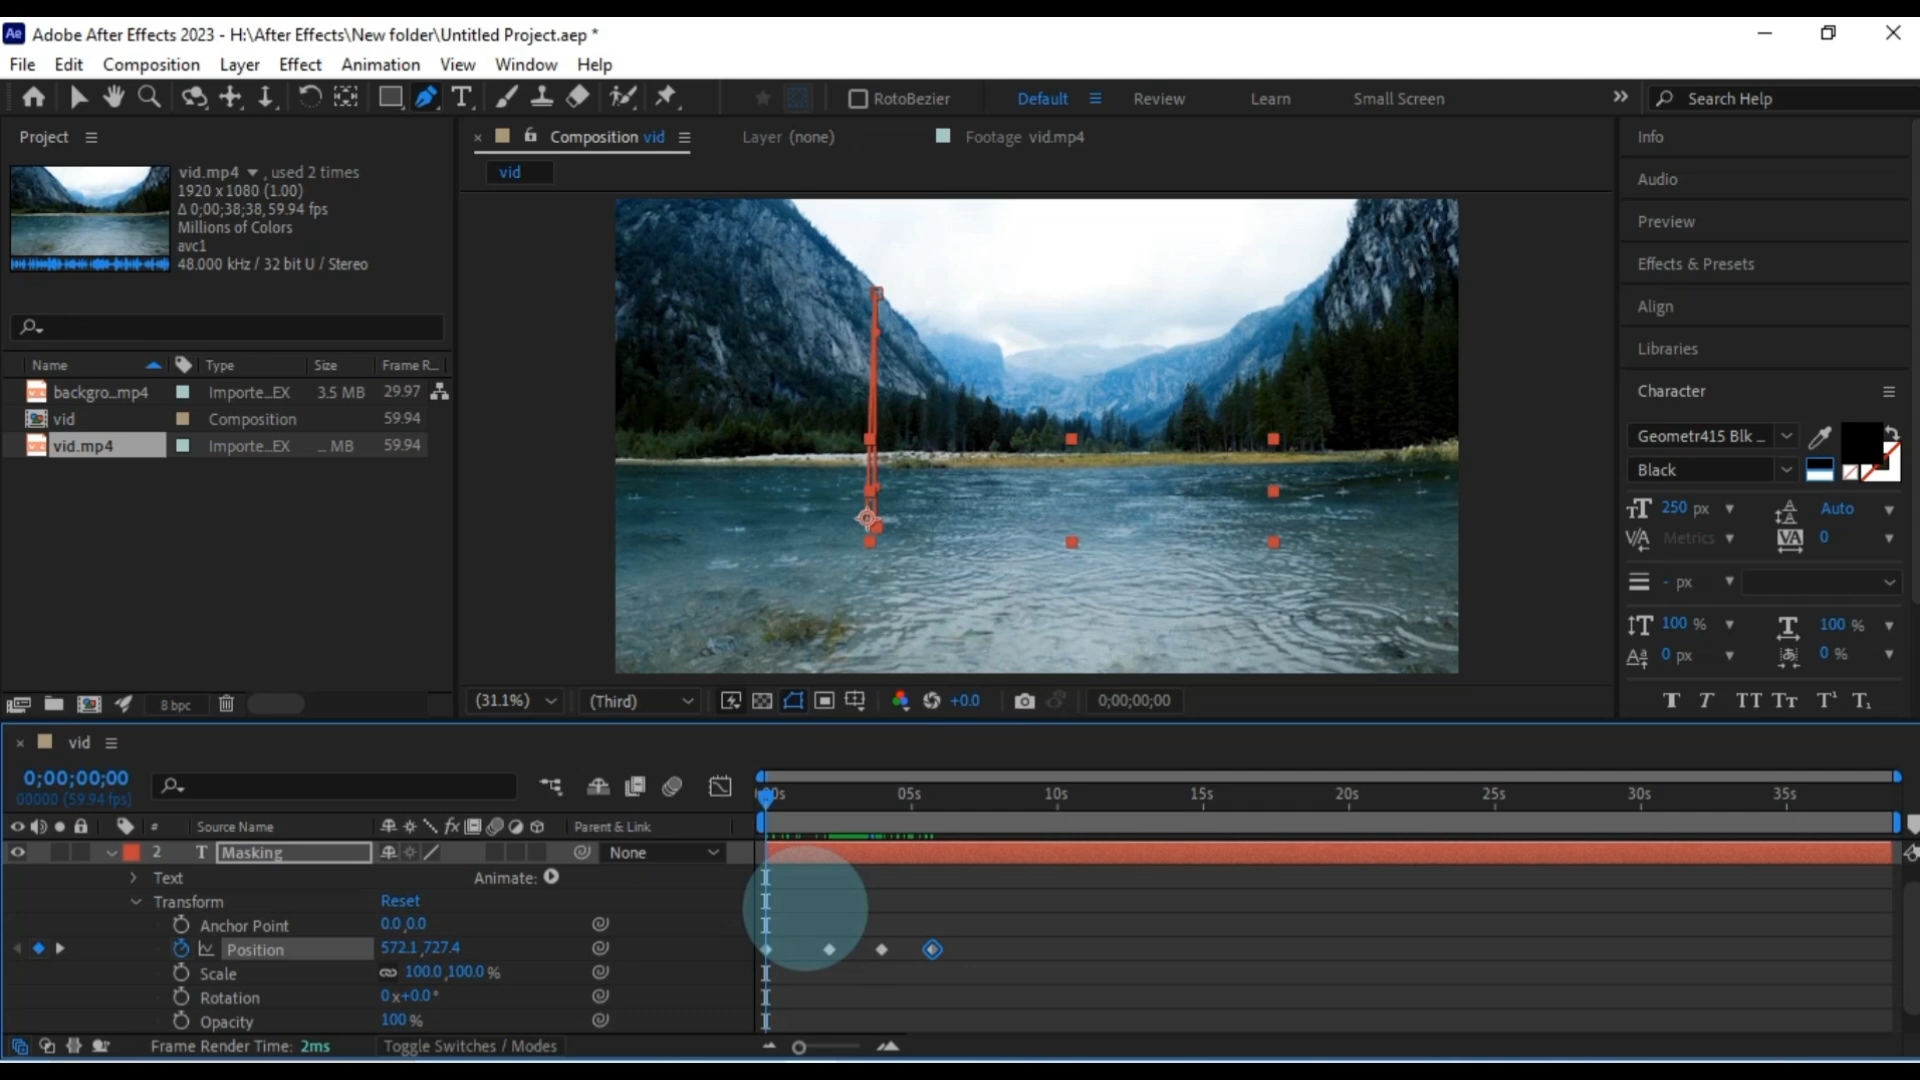 Ae Adobe After Effects 2023 - H:\After Effects\New folder\Untitled Project.aep *
File Edit Composition Layer Effect Animation View Window Help
RotoBezier Default Review Learn Small Screen Search Help
Project
Composition vid
Layer (none)
Footage vid.mp4
vid
vid.mp4 , used 2 times
1920 x 1080 (1.00)
Δ 0;00;38;38, 59.94 fps
Millions of Colors
avc1
48.000 kHz / 32 bit U / Stereo
Name Type Size Frame R...
backgro...mp4 Importe...EX 3.5 MB 29.97
vid Composition 59.94
vid.mp4 Importe...EX ... MB 59.94
8 bpc
(31.1%) (Third) +0.0 0;00;00;00
Info
Audio
Preview
Effects & Presets
Align
Libraries
Character
Geometr415 Blk ...
Black
250 px Auto
Metrics 0
- px
100 % 100 %
0 px 0 %
T T TT Tt T¹ T₁
vid
0;00;00;00
00000 (59.94 fps)
05s 10s 15s 20s 25s 30s 35s
# Source Name fx Parent & Link
2 T Masking None
Text Animate:
Transform Reset
Anchor Point 0.0,0.0
Position 572.1,727.4
Scale 100.0,100.0 %
Rotation 0x+0.0°
Opacity 100 %
Frame Render Time: 2ms Toggle Switches / Modes